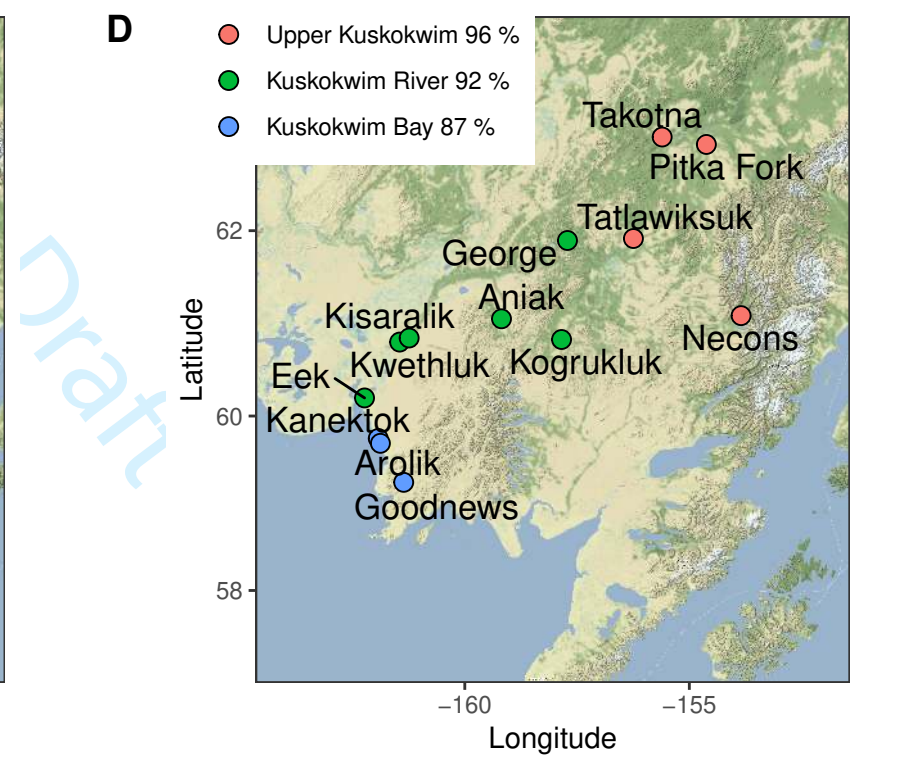 D
Upper Kuskokwim 96 %
Kuskokwim River 92 %
Kuskokwim Bay 87 %
Takotna
Pitka Fork
Tatlawiksuk
George
Aniak
Kisaralik
Necons
Kwethluk
Kogrukluk
Eek
Kanektok
Arolik
Goodnews
62
60
58
Latitude
−160
−155
Longitude
Draft